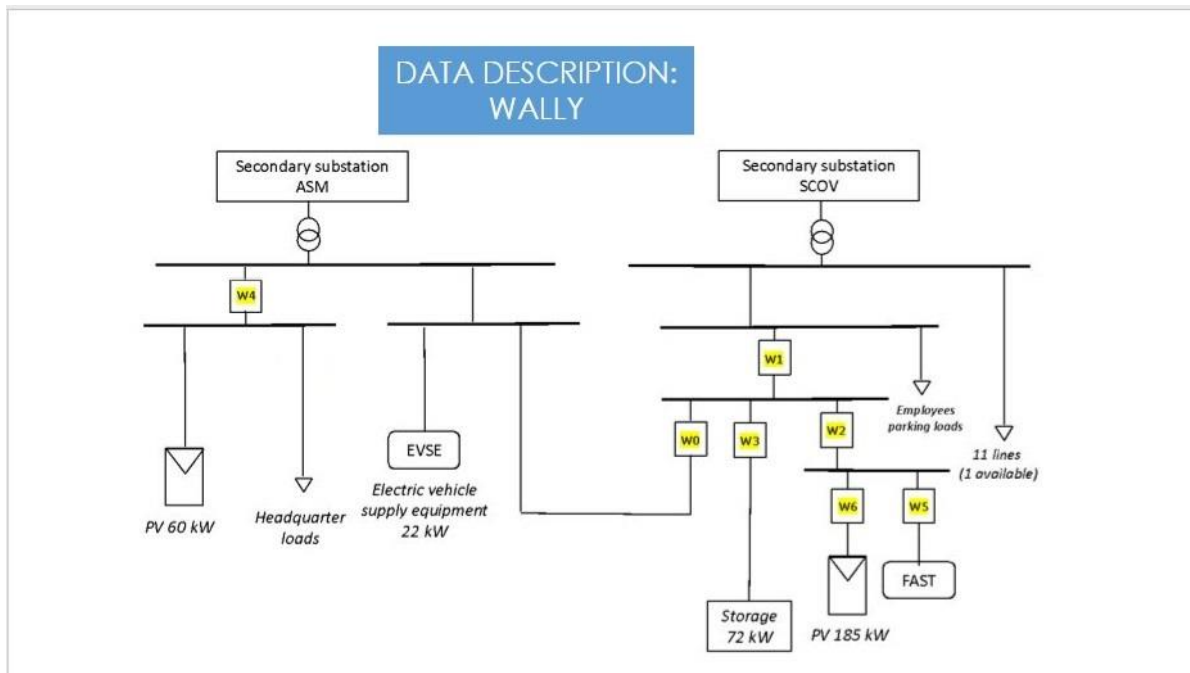 DATA DESCRIPTION:
WALLY
Secondary substation
ASM
Secondary substation
SCOV
W4
W1
Employees
parking loads
W0
W3
W2
11 lines
(1 available)
EVSE
Electric vehicle
supply equipment
22 kW
PV 60 kW
Headquarter
loads
W6
W5
FAST
Storage
72 kW
PV 185 kW